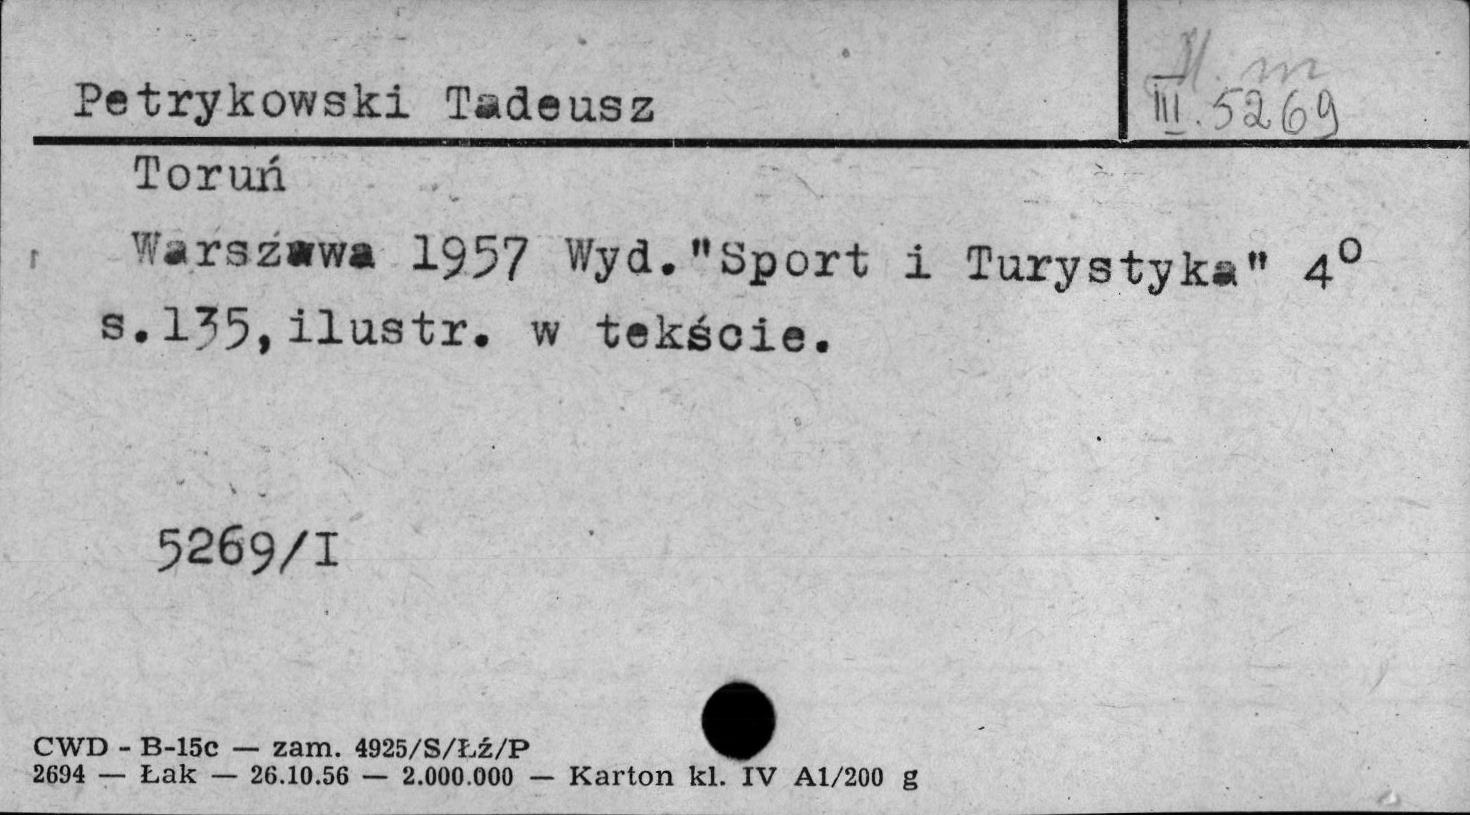 Petrykowski Tadeusz
III. 5269
Toruń
Warszawa 1957 Wyd."Sport i Turystyka" 4º
s.135,ilustr. w tekście.
5269/I
CWD - B-15c — zam. 4925/S/Łź/P
2694 — Łak — 26.10.56 — 2.000.000 — Karton kl. IV A1/200 g